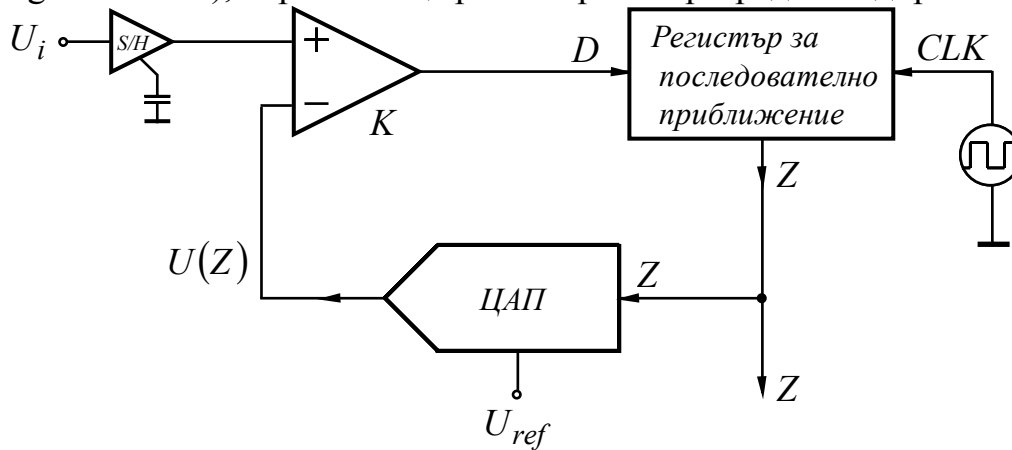 U_i
S/H
+
−
K
D
Регистър за
последователно
приближение
CLK
Z
U(Z)
ЦАП
Z
Z
U_ref